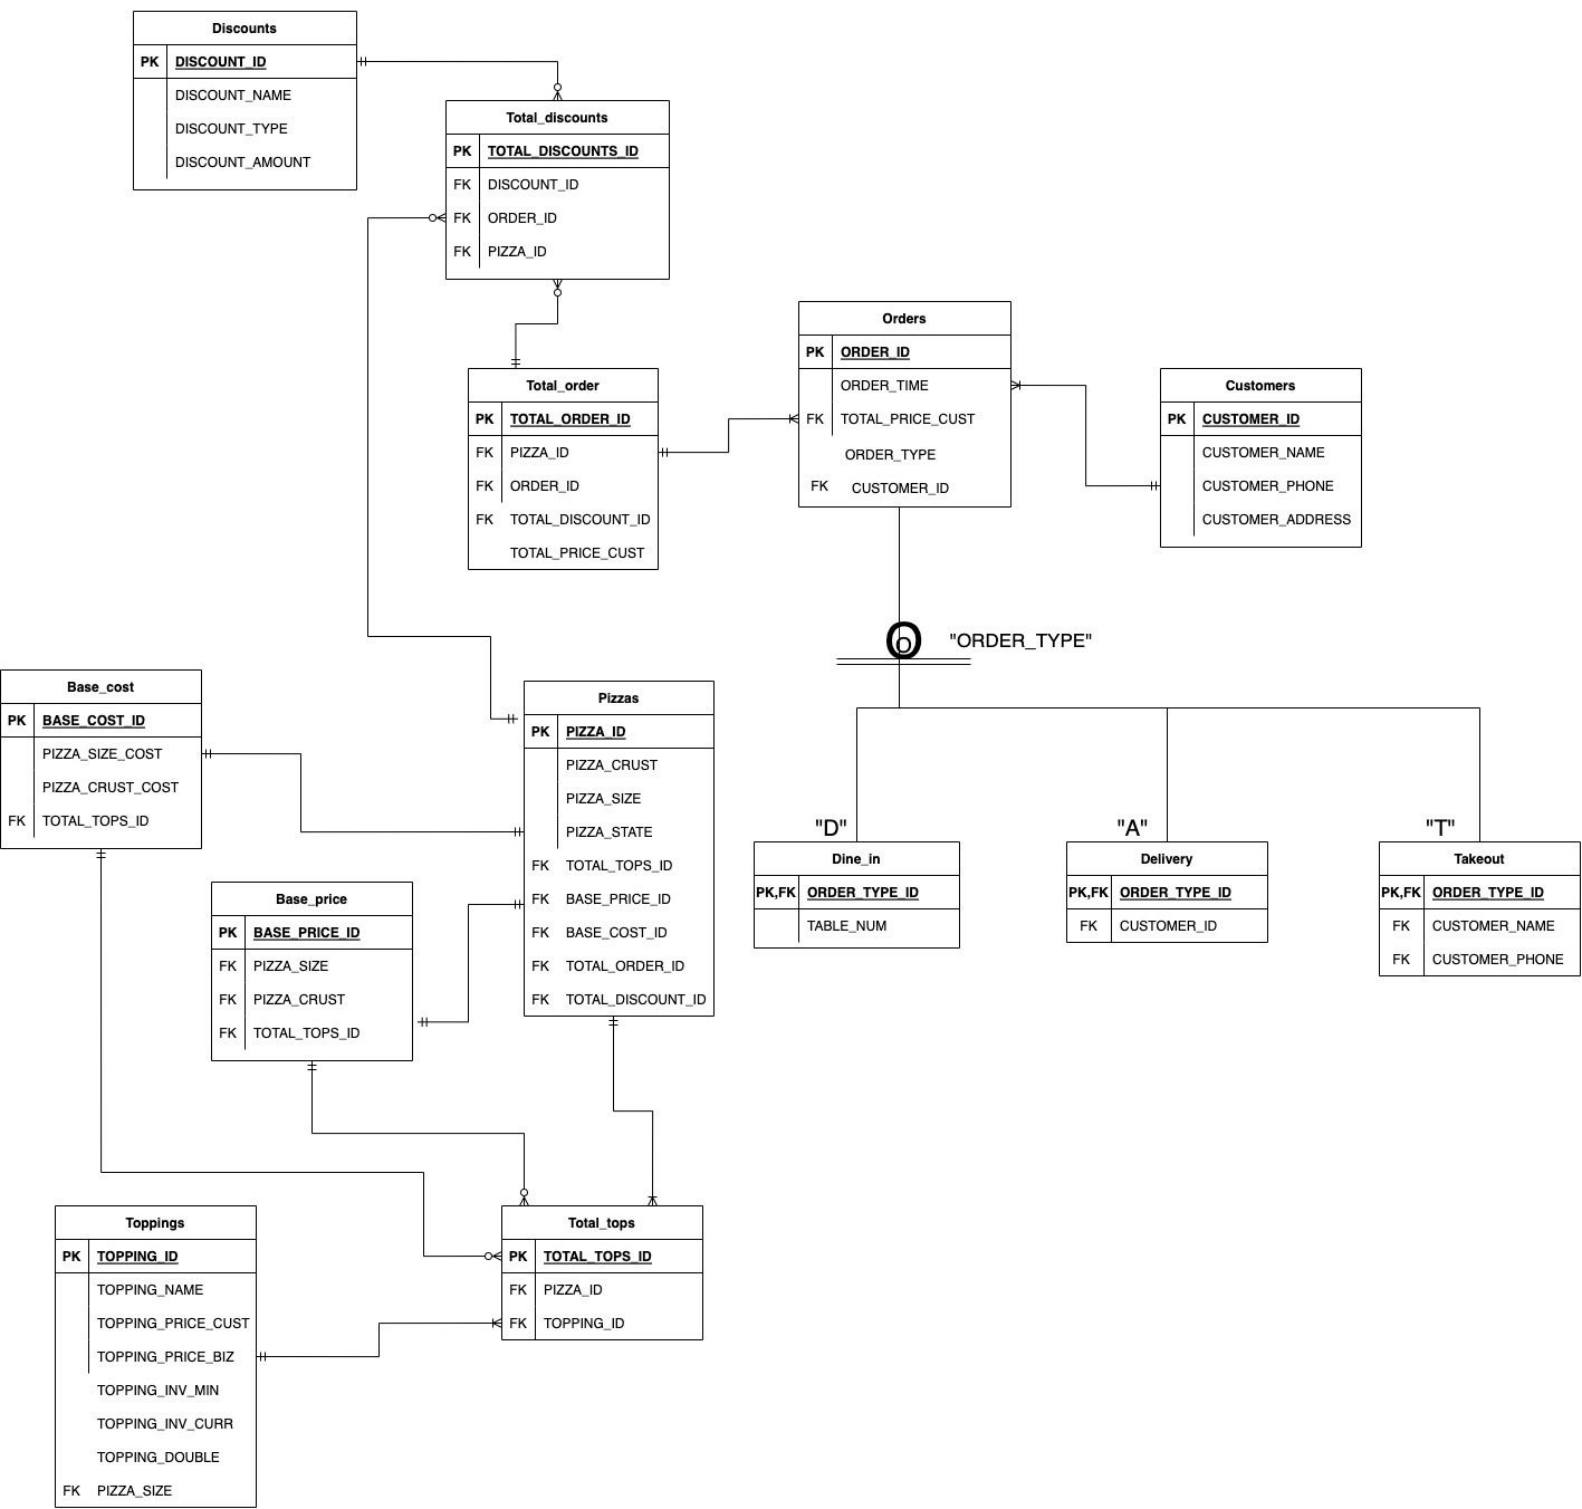 Discounts
PK DISCOUNT_ID
DISCOUNT_NAME
DISCOUNT_TYPE
DISCOUNT_AMOUNT
Total_discounts
PK TOTAL_DISCOUNTS_ID
FK DISCOUNT_ID
FK ORDER_ID
FK PIZZA_ID
Total_order
PK TOTAL_ORDER_ID
FK PIZZA_ID
FK ORDER_ID
FK TOTAL_DISCOUNT_ID
TOTAL_PRICE_CUST
Orders
PK ORDER_ID
ORDER_TIME
FK TOTAL_PRICE_CUST
ORDER_TYPE
FK CUSTOMER_ID
Customers
PK CUSTOMER_ID
CUSTOMER_NAME
CUSTOMER_PHONE
CUSTOMER_ADDRESS
O
o
"ORDER_TYPE"
Base_cost
PK BASE_COST_ID
PIZZA_SIZE_COST
PIZZA_CRUST_COST
FK TOTAL_TOPS_ID
Pizzas
PK PIZZA_ID
PIZZA_CRUST
PIZZA_SIZE
PIZZA_STATE
FK TOTAL_TOPS_ID
FK BASE_PRICE_ID
FK BASE_COST_ID
FK TOTAL_ORDER_ID
FK TOTAL_DISCOUNT_ID
"D"
Dine_in
PK,FK ORDER_TYPE_ID
TABLE_NUM
"A"
Delivery
PK,FK ORDER_TYPE_ID
FK CUSTOMER_ID
"T"
Takeout
PK,FK ORDER_TYPE_ID
FK CUSTOMER_NAME
FK CUSTOMER_PHONE
Base_price
PK BASE_PRICE_ID
FK PIZZA_SIZE
FK PIZZA_CRUST
FK TOTAL_TOPS_ID
Toppings
PK TOPPING_ID
TOPPING_NAME
TOPPING_PRICE_CUST
TOPPING_PRICE_BIZ
TOPPING_INV_MIN
TOPPING_INV_CURR
TOPPING_DOUBLE
FK PIZZA_SIZE
Total_tops
PK TOTAL_TOPS_ID
FK PIZZA_ID
FK TOPPING_ID